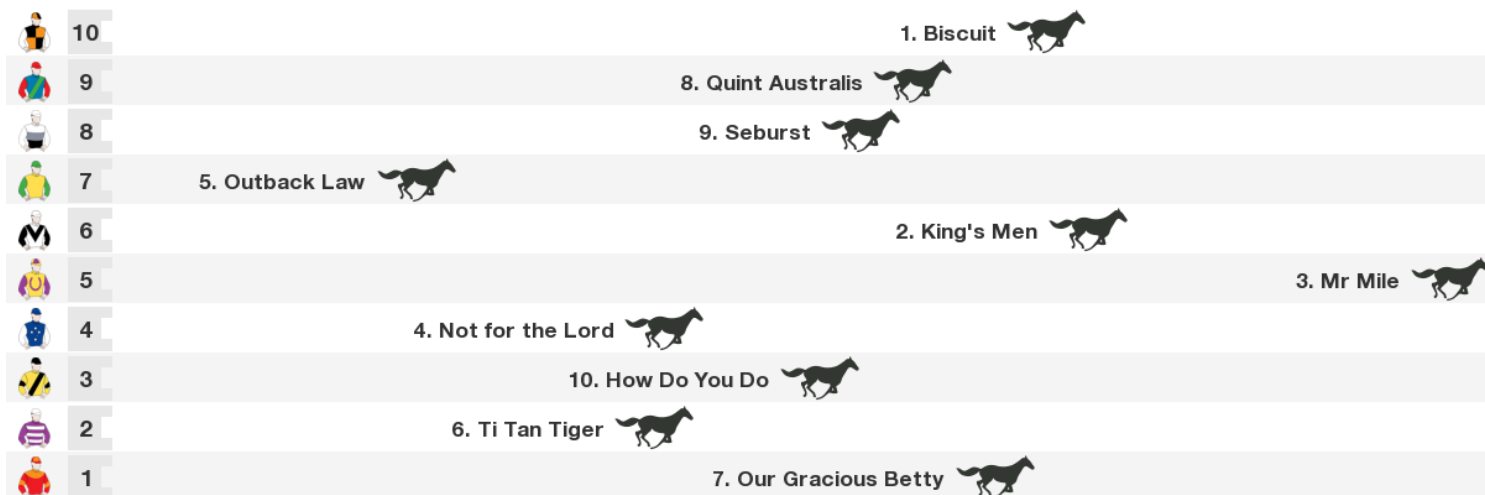 10 1. Biscuit
9 8. Quint Australis
8 9. Seburst
7 5. Outback Law
6 2. King's Men
5 3. Mr Mile
4 4. Not for the Lord
3 10. How Do You Do
2 6. Ti Tan Tiger
1 7. Our Gracious Betty